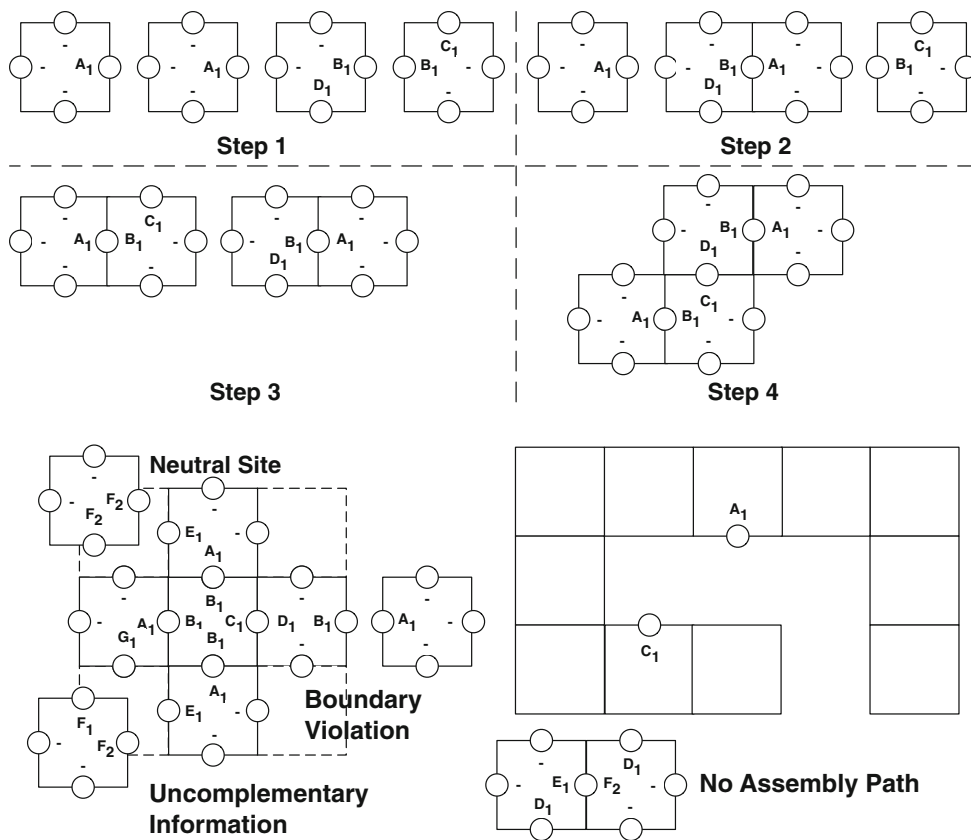 - - - C₁
- A₁ - A₁ - B₁ B₁ -
- - - - D₁ -
Step 1
- - - C₁
- A₁ - B₁ A₁ - B₁ -
- D₁ - -
Step 2
- C₁ - -
- A₁ B₁ - - B₁ A₁ -
- - D₁ -
Step 3
- -
- B₁ A₁ -
D₁ -
- C₁
- A₁ B₁ -
- -
Step 4
Neutral Site
-
- F₂
F₂
-
E₁ -
A₁
- B₁ -
- A₁ B₁ C₁ D₁ B₁
G₁ B₁ -
-
A₁ -
-
A₁
E₁ -
-
Boundary
Violation
F₁
- F₂
-
Uncomplementary
Information
A₁
C₁
- D₁
- E₁ F₂ -
D₁ -
No Assembly Path